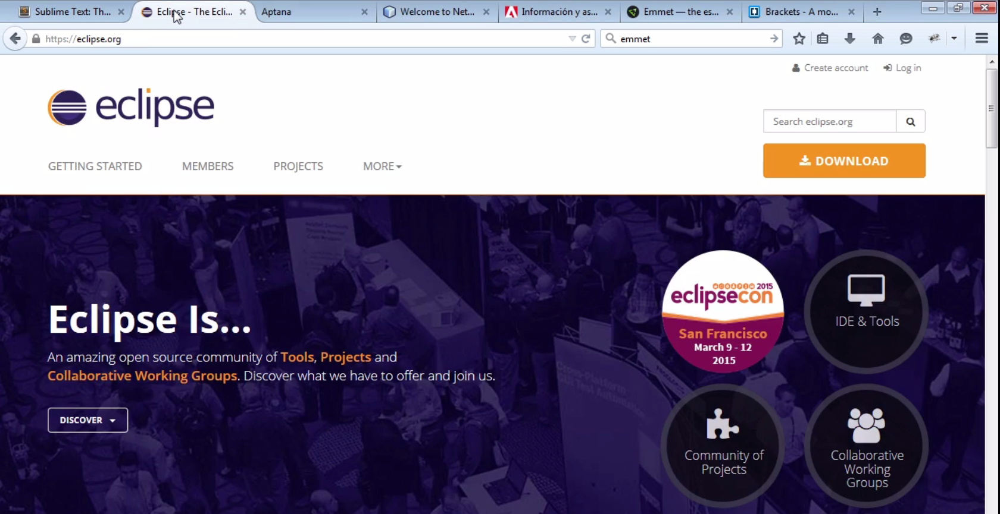 Sublime Text: Th...
Eclipse - The Ecli...
Aptana
Welcome to Net...
Información y as...
Emmet — the es...
Brackets - A mo...
https://eclipse.org
emmet
Create account
Log in
eclipse
Search eclipse.org
DOWNLOAD
GETTING STARTED
MEMBERS
PROJECTS
MORE
eclipsecon 2015
San Francisco
March 9 - 12
2015
IDE & Tools
Eclipse Is...
An amazing open source community of Tools, Projects and
Collaborative Working Groups. Discover what we have to offer and join us.
DISCOVER
Community of
Projects
Collaborative
Working
Groups